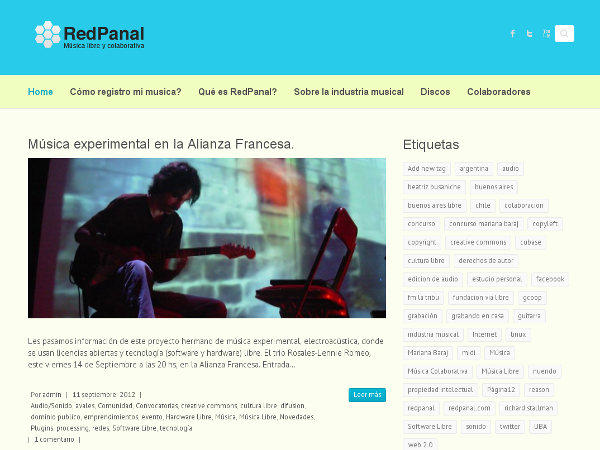 RedPanal
Música libre y colaborativa
Home Cómo registro mi musica? Qué es RedPanal? Sobre la industria musical Discos Colaboradores
Música experimental en la Alianza Francesa.
Les pasamos información de este proyecto hermano de música experimental, electroacústica, donde
se usan licencias abiertas y tecnología (software y hardware) libre. El trío Rosales-Lennie Romeo,
este viernes 14 de Septiembre a las 20 hs, en la Alianza Francesa. Entrada...
Por admin | 11 septiembre, 2012 |
Audio/Sonido, avales, Comunidad, Convocatorias, creative commons, cultura libre, difusion,
dominio publico, emprendimientos, evento, Hardware Libre, Música, Música Libre, Novedades,
Plugins, processing, redes, Software Libre, tecnología
| 1 comentario |
Leer más
Etiquetas
Add new tag argentina audio
beatriz busaniche buenos aires
buenos aires libre chile colaboracion
concurso concurso mariana baraj copyleft
copyright creative commons cubase
cultura libre derechos de autor
edicion de audio estudio personal facebook
fm la tribu fundacion via libre gcoop
grabación grabando en casa guitarra
industria musical Internet linux
Mariana Baraj midi Música
Música Colaborativa Música Libre nuendo
propiedad intelectual Página12 reason
redpanal redpanal.com richard stallman
Software Libre sonido twitter UBA
web 2.0